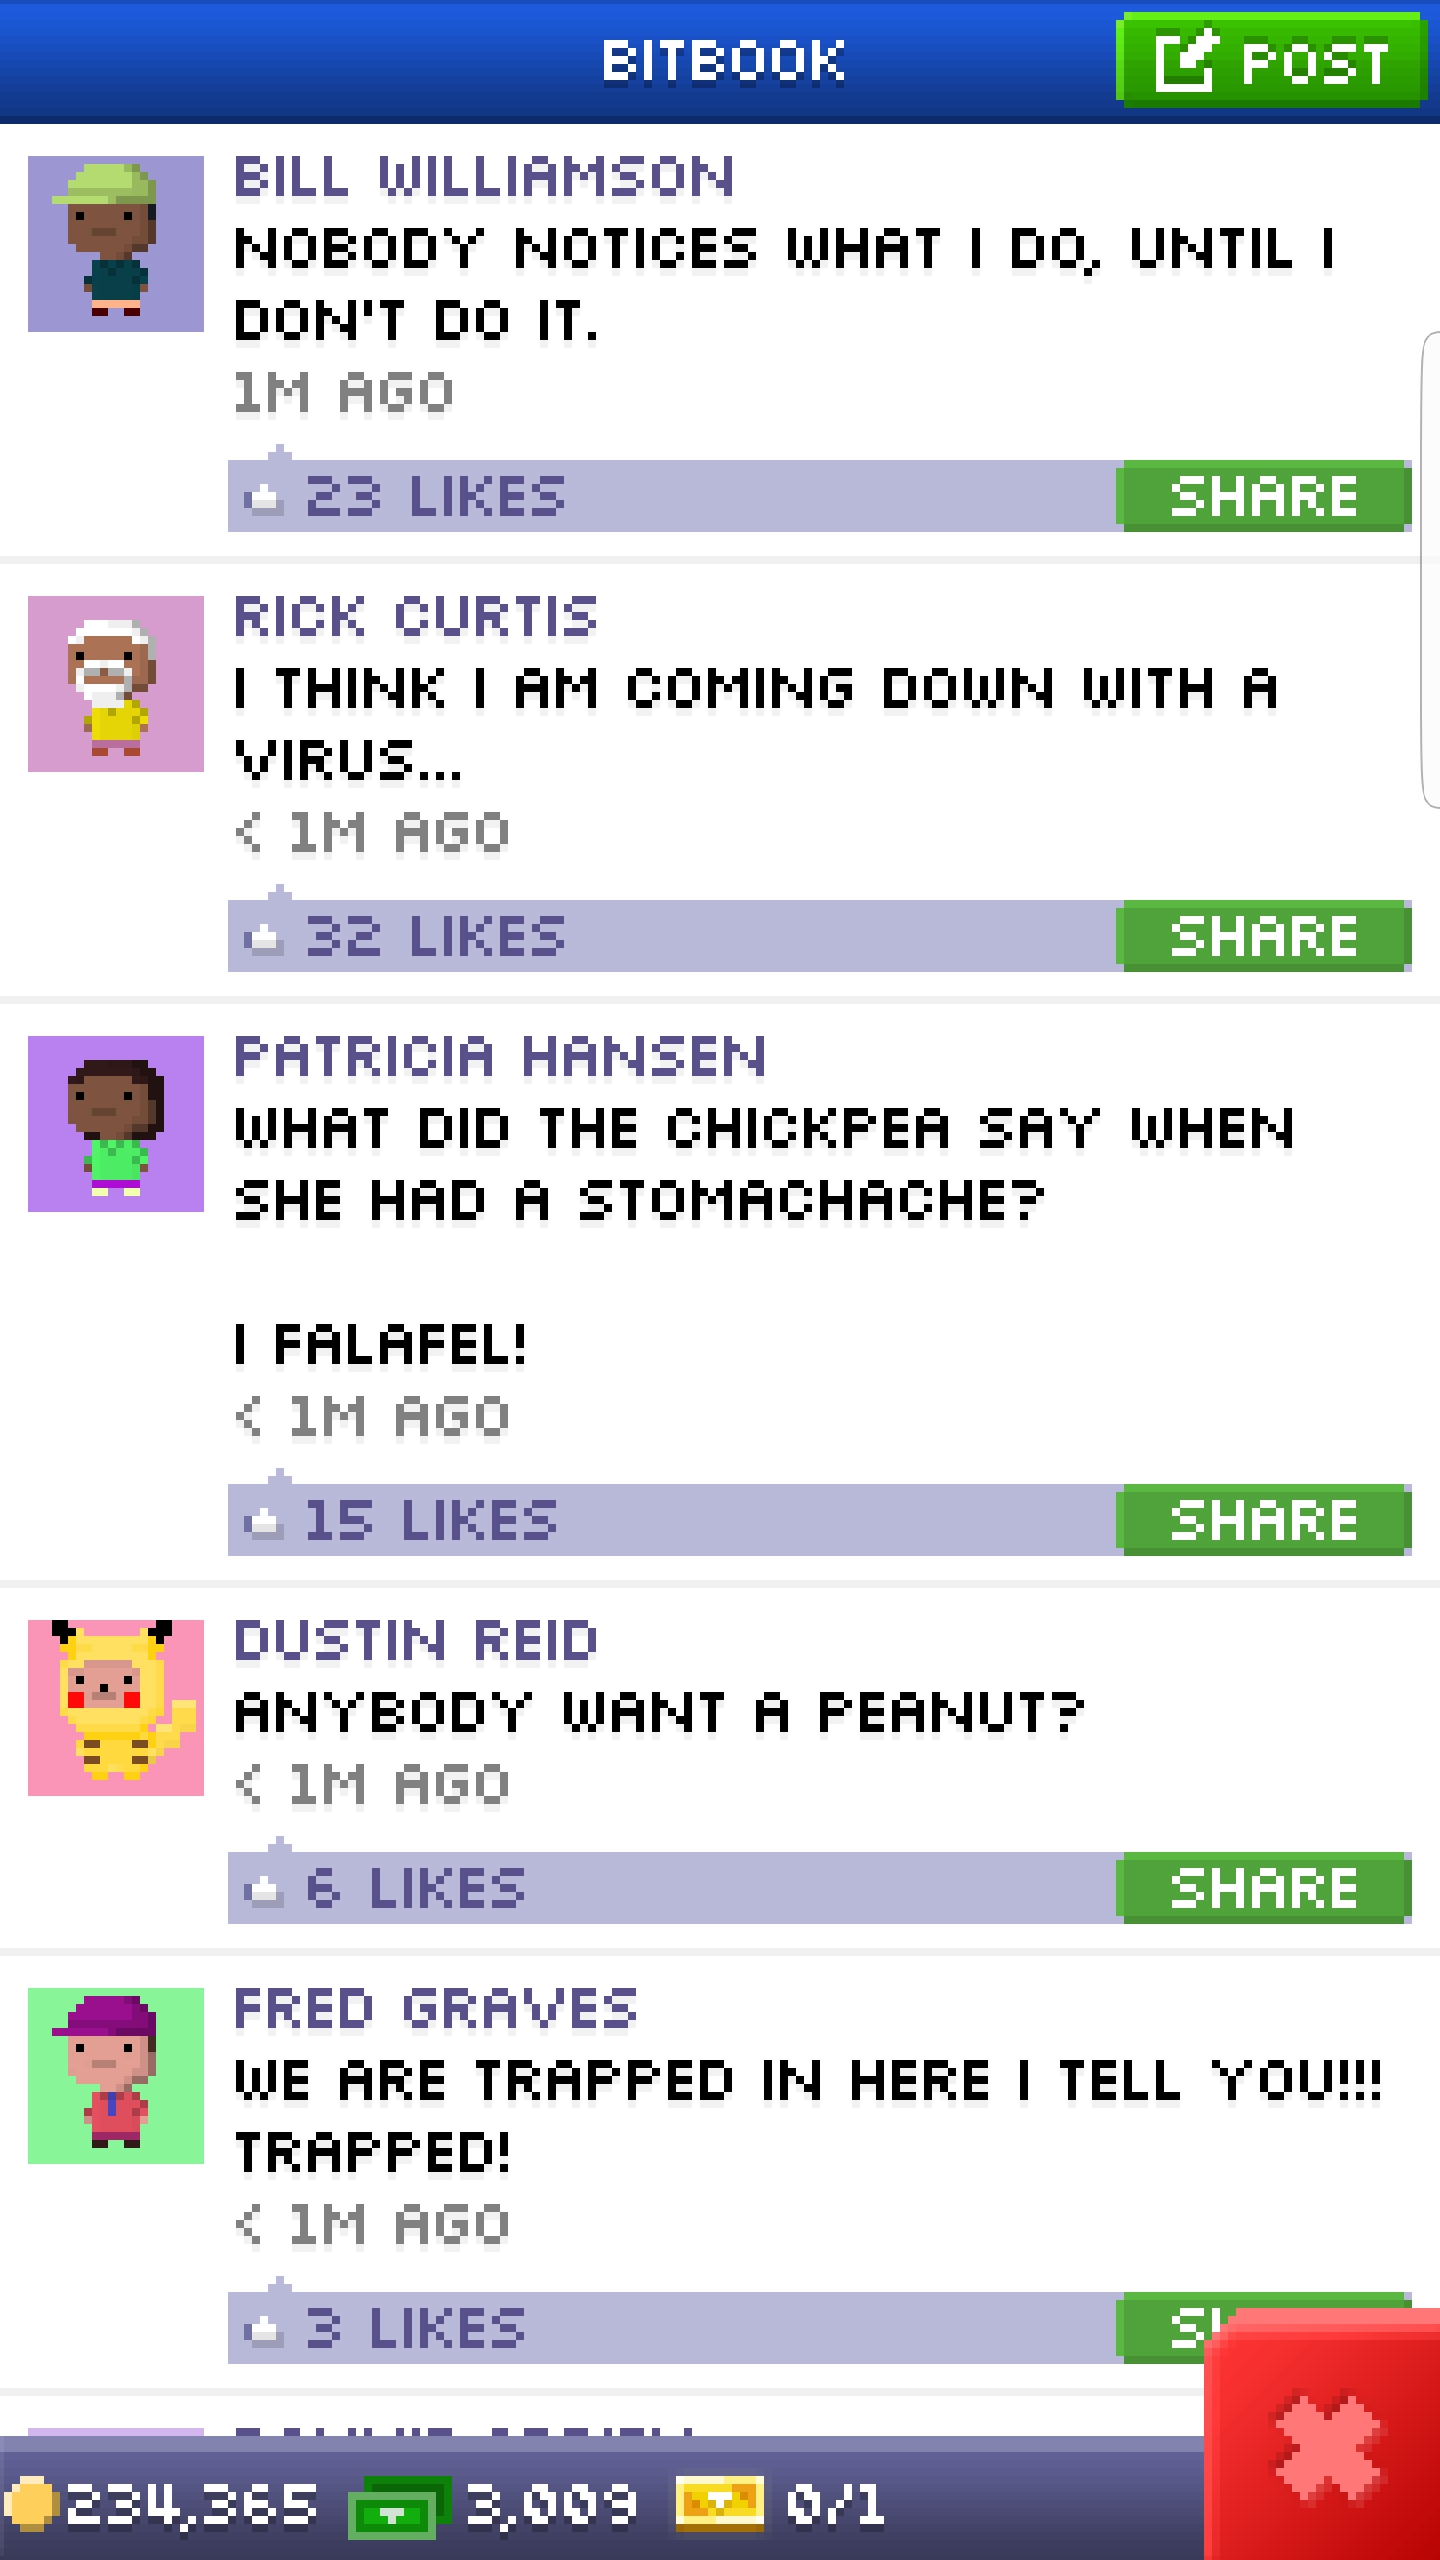 BITBOOK
POST
BILL WILLIAMSON
NOBODY NOTICES WHAT I DO, UNTIL I
DON'T DO IT.
1M AGO
23 LIKES
SHARE
RICK CURTIS
I THINK I AM COMING DOWN WITH A
VIRUS...
< 1M AGO
32 LIKES
SHARE
PATRICIA HANSEN
WHAT DID THE CHICKPEA SAY WHEN
SHE HAD A STOMACHACHE?
I FALAFEL!
< 1M AGO
15 LIKES
SHARE
DUSTIN REID
ANYBODY WANT A PEANUT?
< 1M AGO
6 LIKES
SHARE
FRED GRAVES
WE ARE TRAPPED IN HERE I TELL YOU!!!
TRAPPED!
< 1M AGO
3 LIKES
234,365
3,009
0/1